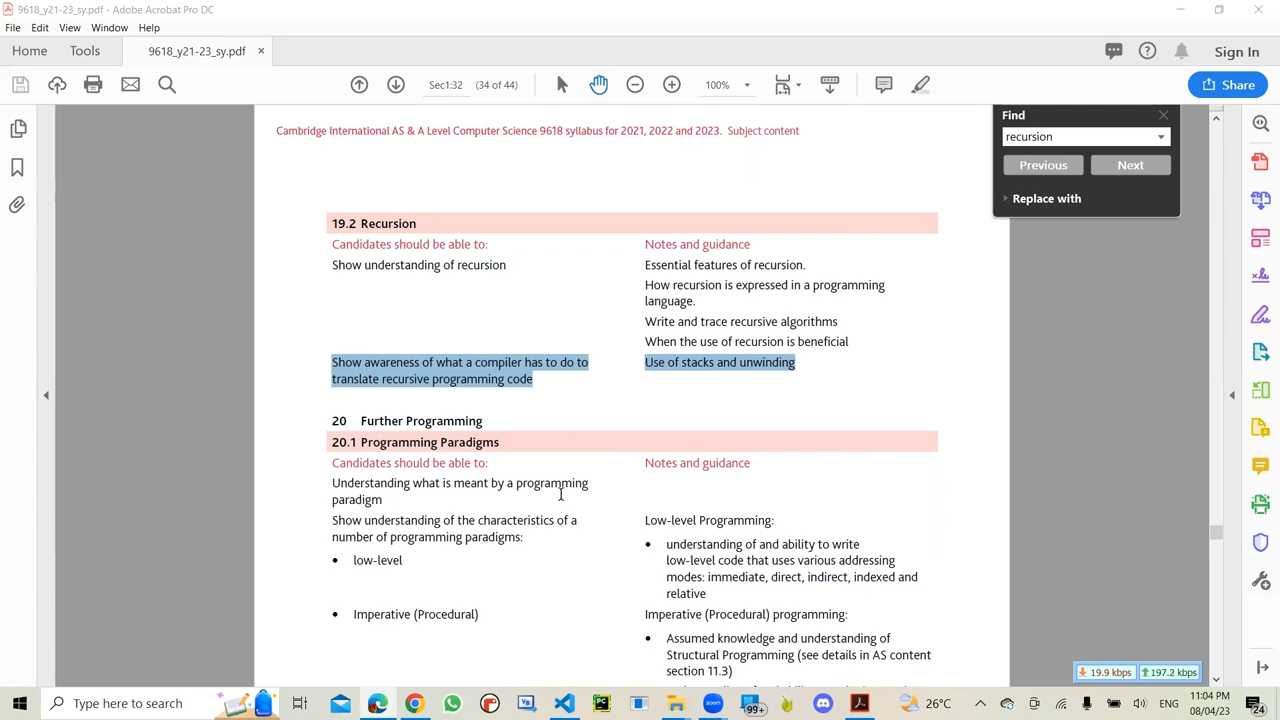 9618_y21-23_sy.pdf - Adobe Acrobat Pro DC
File Edit View Window Help
Home Tools 9618_y21-23_sy.pdf × Sign In
Sec1:32 (34 of 44) 100% Share
Cambridge International AS & A Level Computer Science 9618 syllabus for 2021, 2022 and 2023. Subject content
Find
recursion
Previous Next
Replace with
19.2 Recursion
Candidates should be able to: Notes and guidance
Show understanding of recursion Essential features of recursion.
How recursion is expressed in a programming
language.
Write and trace recursive algorithms
When the use of recursion is beneficial
Show awareness of what a compiler has to do to Use of stacks and unwinding
translate recursive programming code
20 Further Programming
20.1 Programming Paradigms
Candidates should be able to: Notes and guidance
Understanding what is meant by a programming
paradigm
Show understanding of the characteristics of a Low-level Programming:
number of programming paradigms:
• understanding of and ability to write
• low-level low-level code that uses various addressing
modes: immediate, direct, indirect, indexed and
relative
• Imperative (Procedural) Imperative (Procedural) programming:
• Assumed knowledge and understanding of
Structural Programming (see details in AS content
section 11.3)
19.9 kbps 197.2 kbps
Type here to search 99+ 26°C ENG 11:04 PM
08/04/23 24